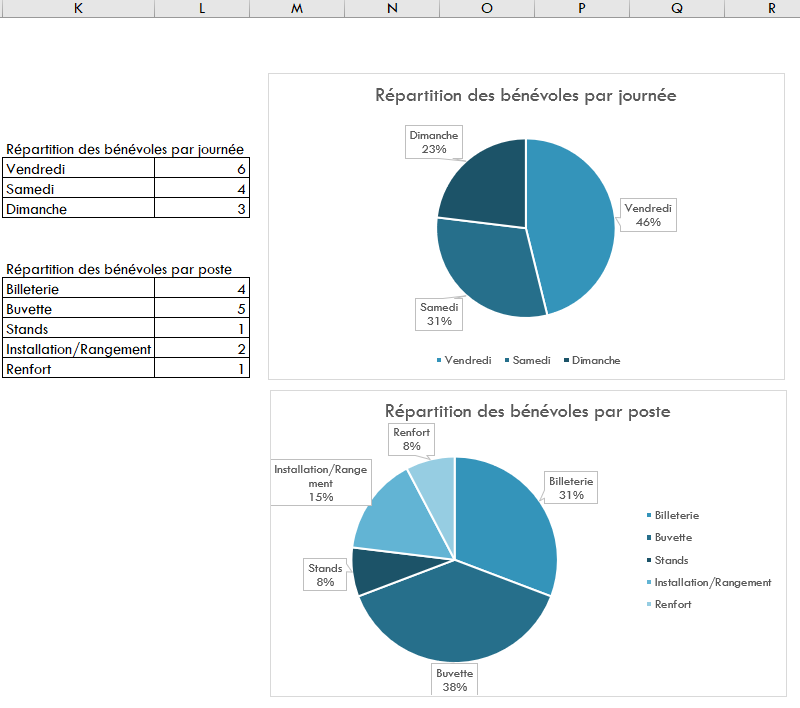 K L M N O P Q R
Répartition des bénévoles par journée
Vendredi 6
Samedi 4
Dimanche 3
Répartition des bénévoles par poste
Billeterie 4
Buvette 5
Stands 1
Installation/Rangement 2
Renfort 1
Répartition des bénévoles par journée
Dimanche
23%
Vendredi
46%
Samedi
31%
Vendredi Samedi Dimanche
Répartition des bénévoles par poste
Renfort
8%
Installation/Range
ment
15%
Billeterie
31%
Stands
8%
Buvette
38%
Billeterie
Buvette
Stands
Installation/Rangement
Renfort